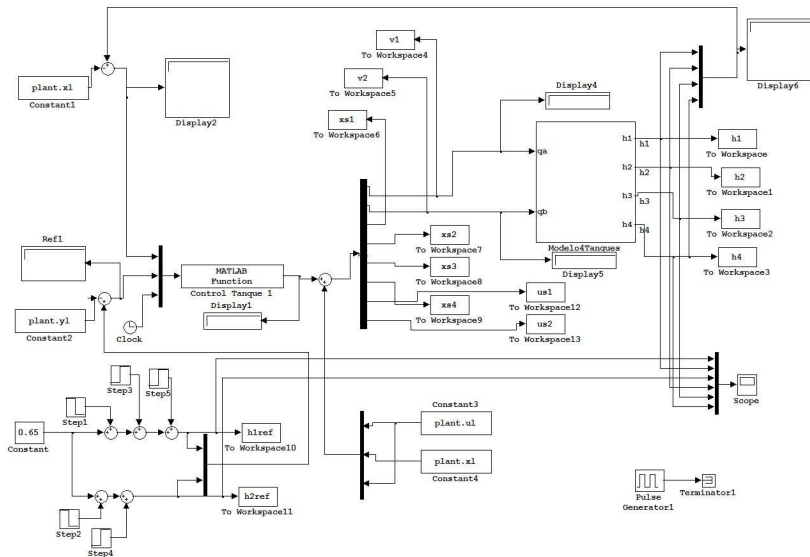 v1
To Workspace4
v2
To Workspace5
xs1
To Workspace6
plant.xl
Constant1
Display2
Display4
Display6
qa
qb
h1
h2
h3
h4
Modelo4Tanques
h1
h2
h3
h4
h1
To Workspace
h2
To Workspace1
h3
To Workspace2
h4
To Workspace3
Display5
Ref1
xs2
To Workspace7
xs3
To Workspace8
xs4
To Workspace9
us1
To Workspace12
us2
To Workspace13
MATLAB
Function
Control Tanque 1
Display1
Clock
plant.yl
Constant2
Step1
Step3
Step5
0.65
Constant
h1ref
To Workspace10
h2ref
To Workspace11
Step2
Step4
Constant3
plant.ul
plant.xl
Constant4
Scope
Pulse
Generator1
Terminator1